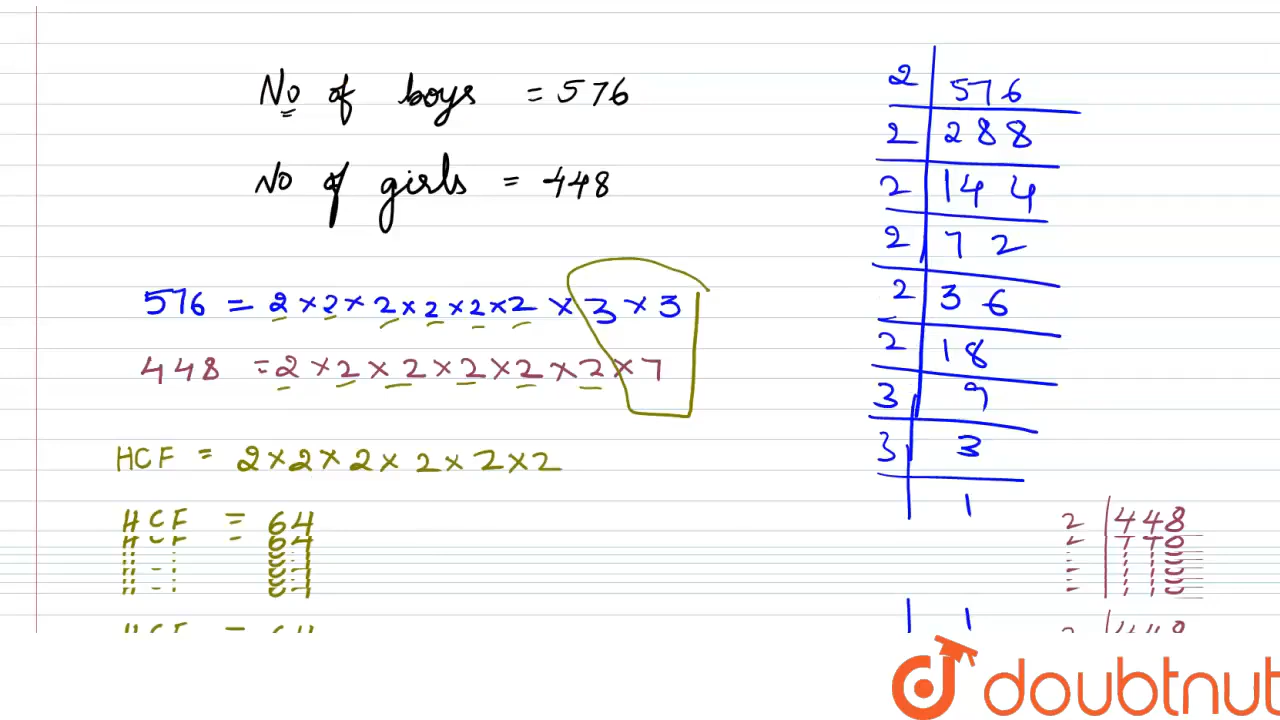 No of boys = 576
No of girls = 448
576 = 2 × 2 × 2 × 2 × 2 × 2 × 3 × 3
448 = 2 × 2 × 2 × 2 × 2 × 2 × 7
HCF = 2 × 2 × 2 × 2 × 2 × 2
HCF = 64
2 | 576
2 | 288
2 | 144
2 | 72
2 | 36
2 | 18
3 | 9
3 | 3
1
2 | 448
1
doubtnut